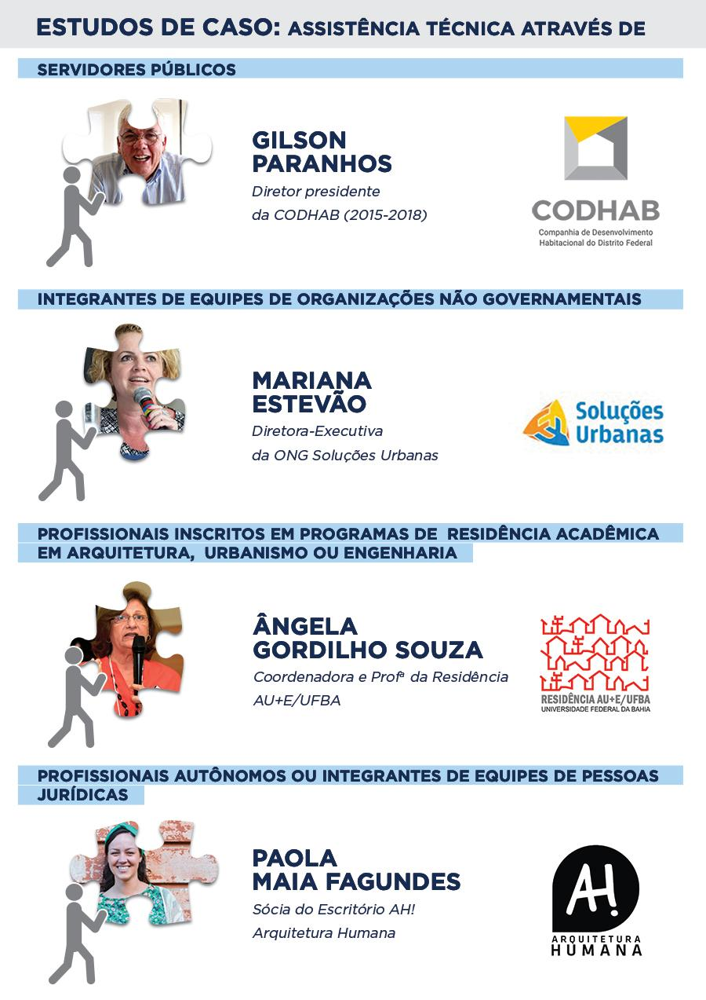 ESTUDOS DE CASO: ASSISTÊNCIA TÉCNICA ATRAVÉS DE
SERVIDORES PÚBLICOS
GILSON
PARANHOS
Diretor presidente
da CODHAB (2015-2018)
CODHAB
Companhia de Desenvolvimento
Habitacional do Distrito Federal
INTEGRANTES DE EQUIPES DE ORGANIZAÇÕES NÃO GOVERNAMENTAIS
MARIANA
ESTEVÃO
Diretora-Executiva
da ONG Soluções Urbanas
Soluções
Urbanas
PROFISSIONAIS INSCRITOS EM PROGRAMAS DE RESIDÊNCIA ACADÊMICA
EM ARQUITETURA, URBANISMO OU ENGENHARIA
ÂNGELA
GORDILHO SOUZA
Coordenadora e Profª da Residência
AU+E/UFBA
RESIDÊNCIA AU+E/UFBA
UNIVERSIDADE FEDERAL DA BAHIA
PROFISSIONAIS AUTÔNOMOS OU INTEGRANTES DE EQUIPES DE PESSOAS
JURÍDICAS
PAOLA
MAIA FAGUNDES
Sócia do Escritório AH!
Arquitetura Humana
AH!
ARQUITETURA
HUMANA